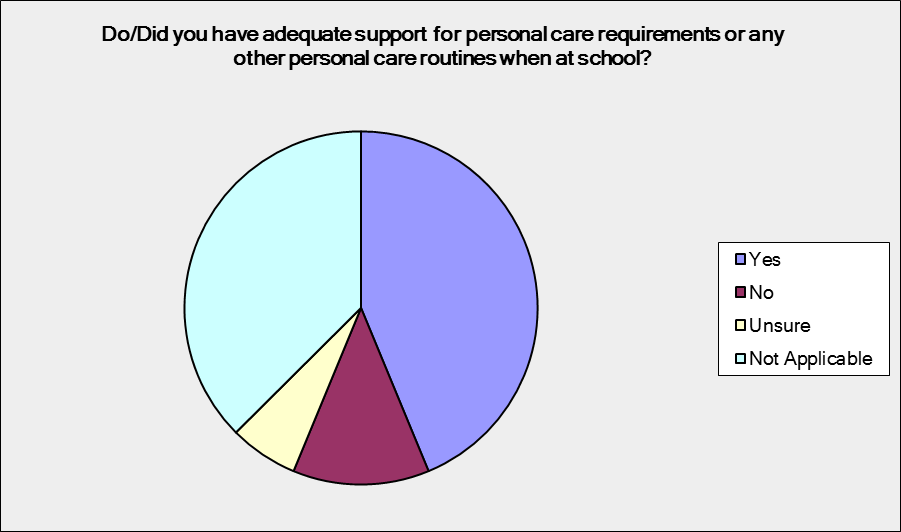 Do/Did you have adequate support for personal care requirements or any
other personal care routines when at school?
Yes
No
Unsure
Not Applicable